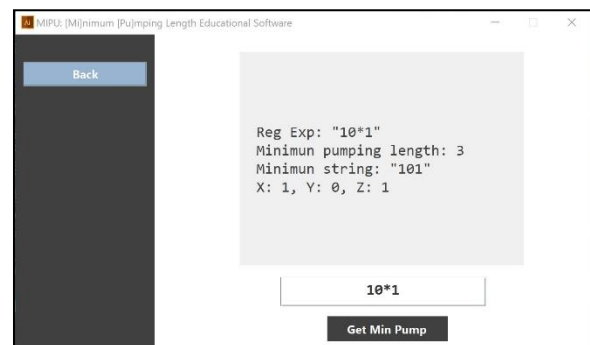 Ai MIPU: (Mi)nimum (Pu)mping Length Educational Software
Back
Reg Exp: "10*1"
Minimun pumping length: 3
Minimun string: "101"
X: 1, Y: 0, Z: 1
10*1
Get Min Pump